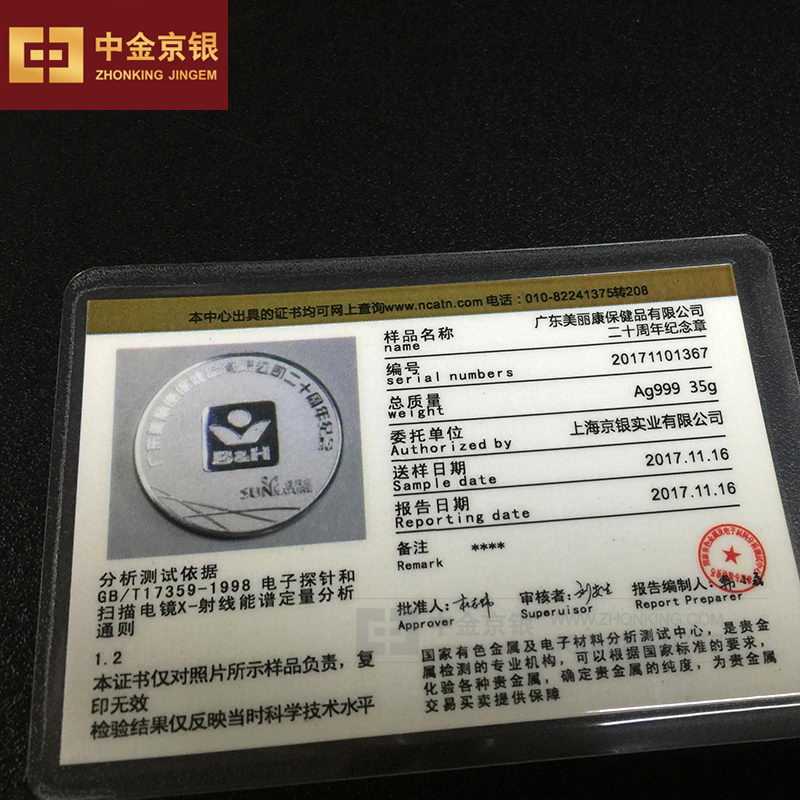 中金京银
ZHONKING JINGEM
本中心出具的证书均可网上查询www.ncatn.com 电话：010-82241375转208
样品名称
name
广东美丽康保健品有限公司
二十周年纪念章
编号
serial numbers
20171101367
总质量
weight
Ag999 35g
委托单位
Authorized by
上海京银实业有限公司
送样日期
Sample date
2017.11.16
报告日期
Reporting date
2017.11.16
备注
Remark
****
批准人：
Approver
审核者：
Superuisor
报告编制人：
Report Preparer
B&H
分析测试依据
GB/T17359-1998 电子探针和
扫描电镜X-射线能谱定量分析
通则
1.2
本证书仅对照片所示样品负责，复
印无效
检验结果仅反映当时科学技术水平
国家有色金属及电子材料分析测试中心，是贵金
属检测的专业机构，可以根据国家标准的要求，
化验各种贵金属，确定贵金属的纯度，为贵金属
交易买卖提供保障
中金京银
WWW.ZHONKING.COM